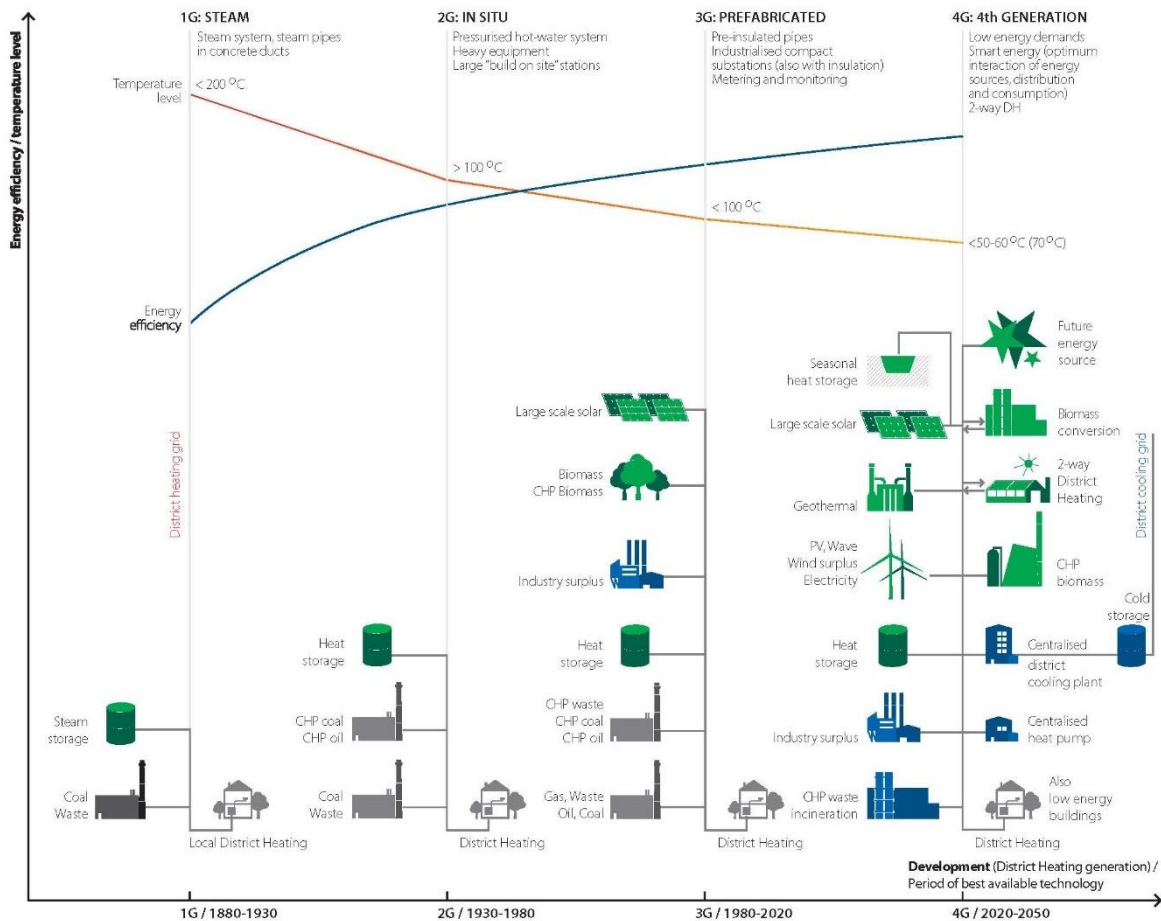 1G: STEAM
Steam system, steam pipes
in concrete ducts
2G: IN SITU
Pressurised hot-water system
Heavy equipment
Large "build on site" stations
3G: PREFABRICATED
Pre-insulated pipes
Industrialised compact
substations (also with insulation)
Metering and monitoring
4G: 4th GENERATION
Low energy demands
Smart energy (optimum
interaction of energy
sources, distribution
and consumption)
2-way DH
Energy efficiency / temperature level
Temperature
level
< 200 °C
> 100 °C
< 100 °C
<50-60 °C (70 °C)
Energy
efficiency
District heating grid
Steam
storage
Coal
Waste
Local District Heating
Heat
storage
CHP coal
CHP oil
Coal
Waste
District Heating
Large scale solar
Biomass
CHP Biomass
Industry surplus
Heat
storage
CHP waste
CHP coal
CHP oil
Gas, Waste
Oil, Coal
District Heating
Seasonal
heat storage
Large scale solar
Geothermal
PV, Wave
Wind surplus
Electricity
Heat
storage
Industry surplus
CHP waste
incineration
Future
energy
source
Biomass
conversion
2-way
District
Heating
CHP
biomass
Centralised
district
cooling plant
Centralised
heat pump
Also
low energy
buildings
District Heating
Cold
storage
District cooling grid
Development (District Heating generation) /
Period of best available technology
1G / 1880-1930
2G / 1930-1980
3G / 1980-2020
4G / 2020-2050